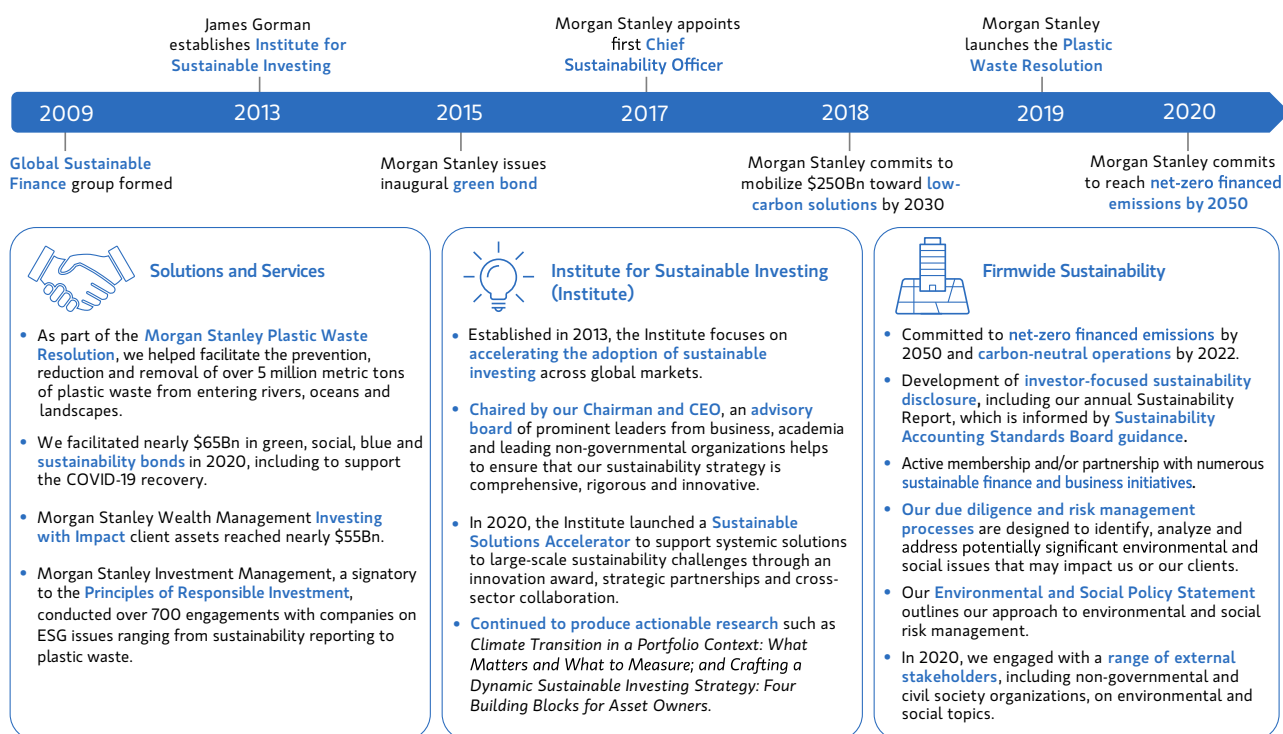 James Gorman
establishes Institute for
Sustainable Investing
Morgan Stanley appoints
first Chief
Sustainability Officer
Morgan Stanley
launches the Plastic
Waste Resolution
2009 2013 2015 2017 2018 2019 2020
Global Sustainable
Finance group formed
Morgan Stanley issues
inaugural green bond
Morgan Stanley commits to
mobilize $250Bn toward low-
carbon solutions by 2030
Morgan Stanley commits
to reach net-zero financed
emissions by 2050
Solutions and Services
• As part of the Morgan Stanley Plastic Waste
Resolution, we helped facilitate the prevention,
reduction and removal of over 5 million metric tons
of plastic waste from entering rivers, oceans and
landscapes.
• We facilitated nearly $65Bn in green, social, blue and
sustainability bonds in 2020, including to support
the COVID-19 recovery.
• Morgan Stanley Wealth Management Investing
with Impact client assets reached nearly $55Bn.
• Morgan Stanley Investment Management, a signatory
to the Principles of Responsible Investment,
conducted over 700 engagements with companies on
ESG issues ranging from sustainability reporting to
plastic waste.
Institute for Sustainable Investing
(Institute)
• Established in 2013, the Institute focuses on
accelerating the adoption of sustainable
investing across global markets.
• Chaired by our Chairman and CEO, an advisory
board of prominent leaders from business, academia
and leading non-governmental organizations helps
to ensure that our sustainability strategy is
comprehensive, rigorous and innovative.
• In 2020, the Institute launched a Sustainable
Solutions Accelerator to support systemic solutions
to large-scale sustainability challenges through an
innovation award, strategic partnerships and cross-
sector collaboration.
• Continued to produce actionable research such as
Climate Transition in a Portfolio Context: What
Matters and What to Measure; and Crafting a
Dynamic Sustainable Investing Strategy: Four
Building Blocks for Asset Owners.
Firmwide Sustainability
• Committed to net-zero financed emissions by
2050 and carbon-neutral operations by 2022.
• Development of investor-focused sustainability
disclosure, including our annual Sustainability
Report, which is informed by Sustainability
Accounting Standards Board guidance.
• Active membership and/or partnership with numerous
sustainable finance and business initiatives.
• Our due diligence and risk management
processes are designed to identify, analyze and
address potentially significant environmental and
social issues that may impact us or our clients.
• Our Environmental and Social Policy Statement
outlines our approach to environmental and social
risk management.
• In 2020, we engaged with a range of external
stakeholders, including non-governmental and
civil society organizations, on environmental and
social topics.